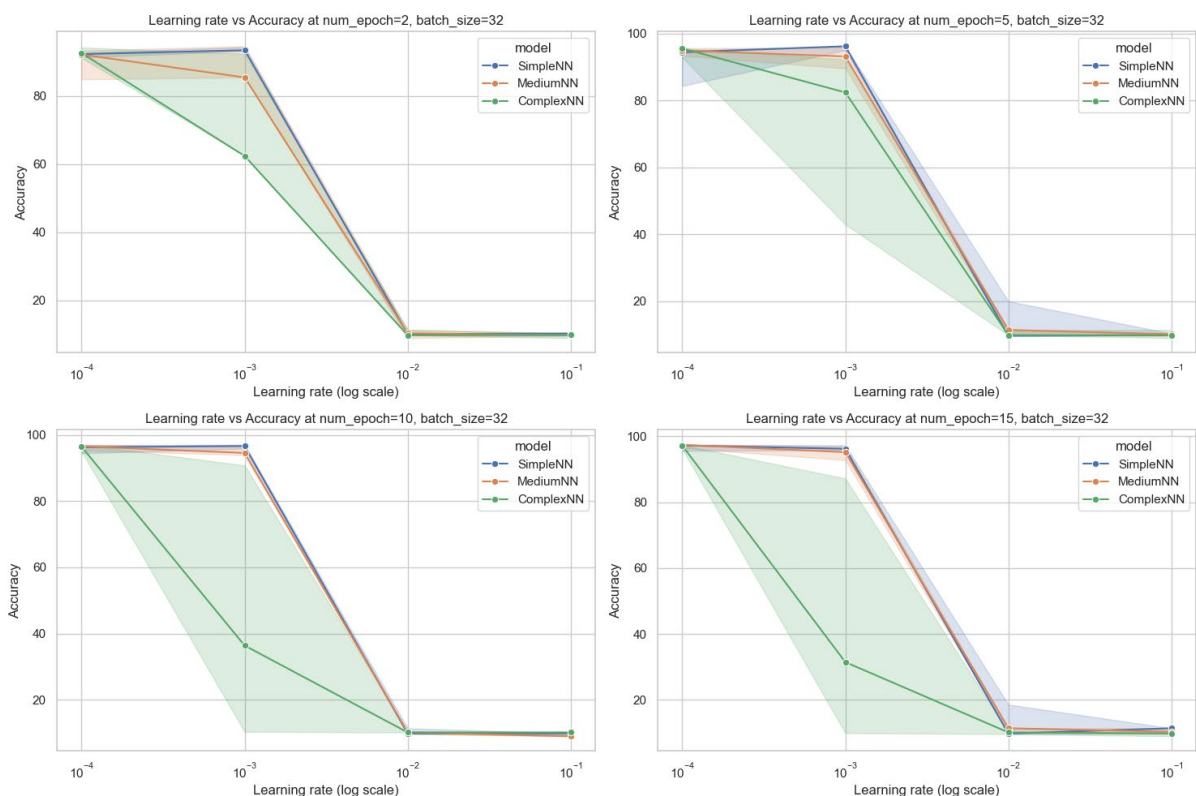 Learning rate vs Accuracy at num_epoch=2, batch_size=32
model
SimpleNN
MediumNN
ComplexNN
Accuracy
80
60
40
20
10⁻⁴
10⁻³
10⁻²
10⁻¹
Learning rate (log scale)
Learning rate vs Accuracy at num_epoch=5, batch_size=32
model
SimpleNN
MediumNN
ComplexNN
Accuracy
100
80
60
40
20
10⁻⁴
10⁻³
10⁻²
10⁻¹
Learning rate (log scale)
Learning rate vs Accuracy at num_epoch=10, batch_size=32
model
SimpleNN
MediumNN
ComplexNN
Accuracy
100
80
60
40
20
10⁻⁴
10⁻³
10⁻²
10⁻¹
Learning rate (log scale)
Learning rate vs Accuracy at num_epoch=15, batch_size=32
model
SimpleNN
MediumNN
ComplexNN
Accuracy
100
80
60
40
20
10⁻⁴
10⁻³
10⁻²
10⁻¹
Learning rate (log scale)